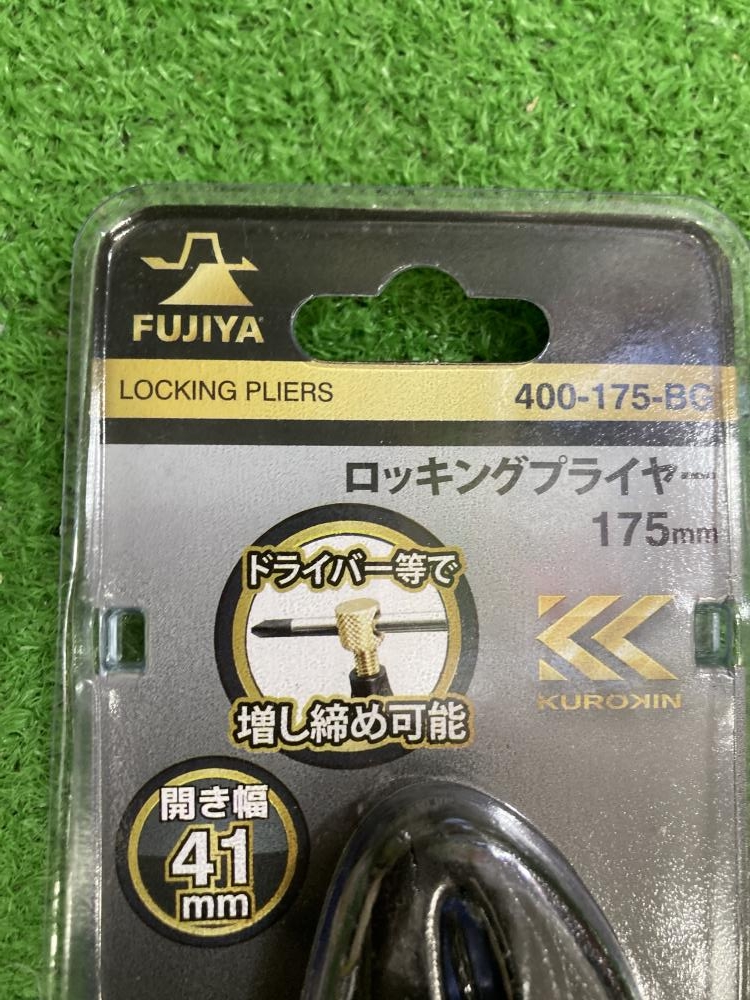 FUJIYA
LOCKING PLIERS 400-175-BG
ロッキングプライヤー
175mm
ドライバー等で
増し締め可能
KUROKIN
開き幅
41
mm